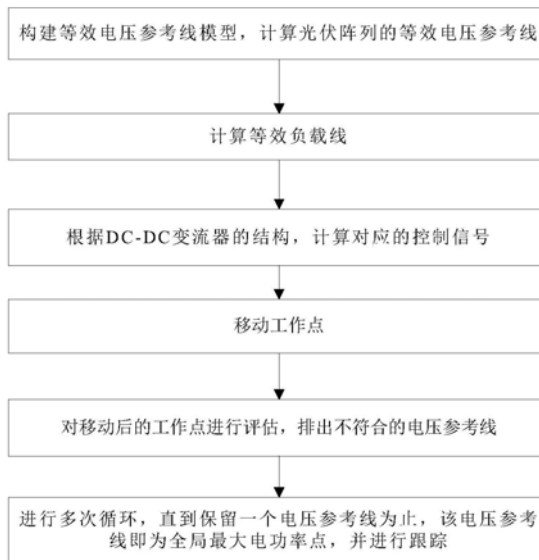 构建等效电压参考线模型，计算光伏阵列的等效电压参考线
计算等效负载线
根据DC-DC变流器的结构，计算对应的控制信号
移动工作点
对移动后的工作点进行评估，排出不符合的电压参考线
进行多次循环，直到保留一个电压参考线为止，该电压参考
线即为全局最大电功率点，并进行跟踪